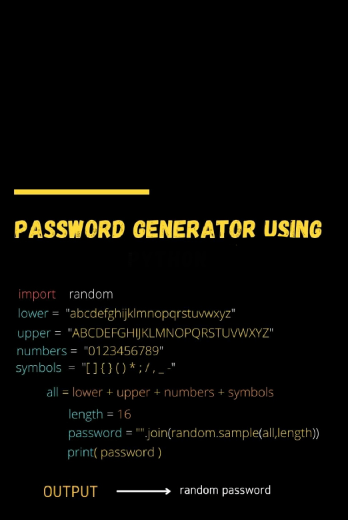 PASSWORD GENERATOR USING
import random
lower = "abcdefghijklmnopqrstuvwxyz"
upper = "ABCDEFGHIJKLMNOPQRSTUVWXYZ"
numbers = "0123456789"
symbols = "[ ] { } ( ) * ; / , _ -"
all = lower + upper + numbers + symbols
length = 16
password = "".join(random.sample(all,length))
print( password )
OUTPUT → random password